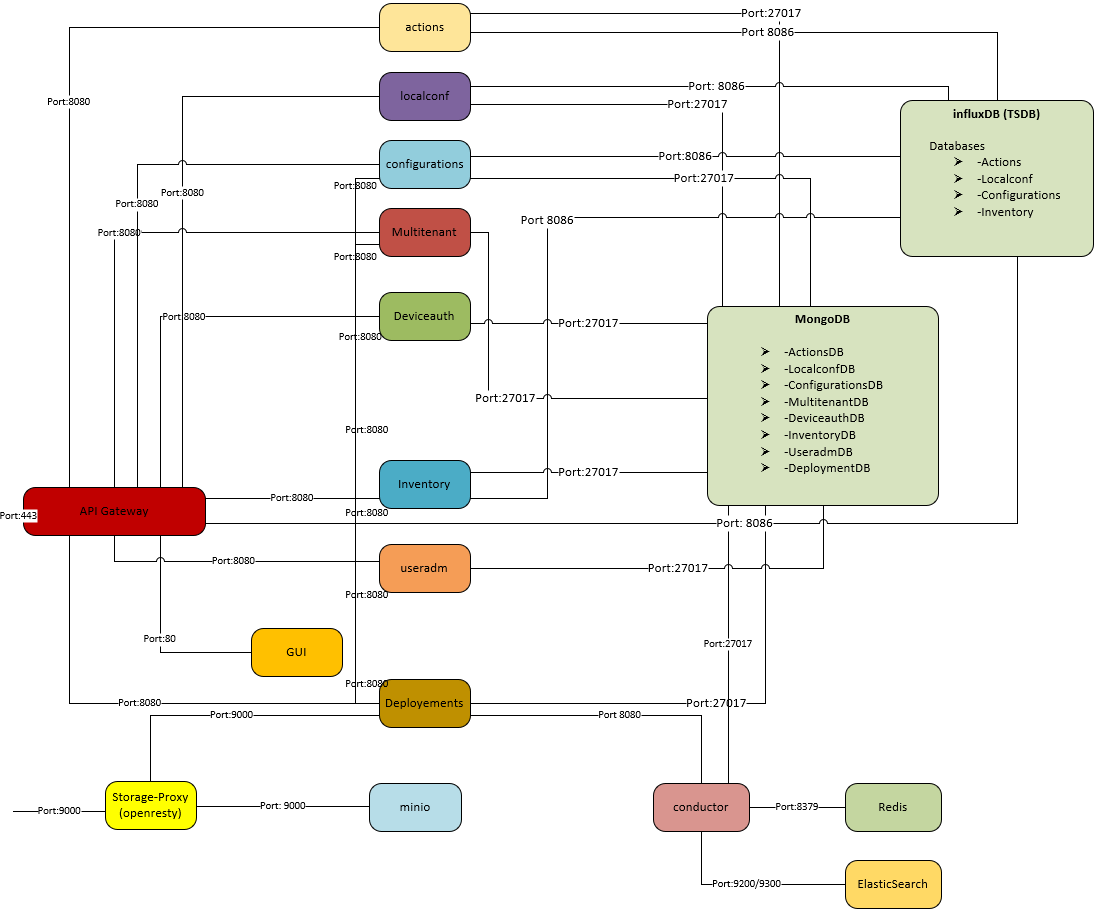 Port:27017
actions
Port 8086
Port:8080
Port: 8086
localconf
Port:27017
influxDB (TSDB)
Databases
-Actions
-Localconf
-Configurations
-Inventory
Port:8086
configurations
Port:27017
Port:8080
Port:8080
Port:8080
Port 8086
Multitenant
Port:8080
Port:8080
Deviceauth
Port:8080
Port:27017
Port:8080
MongoDB
-ActionsDB
-LocalconfDB
-ConfigurationsDB
-MultitenantDB
-DeviceauthDB
-InventoryDB
-UseradmDB
-DeploymentDB
Port:27017
Port:8080
Port:27017
Inventory
Port:8080
Port:8080
API Gateway
Port:443
Port: 8086
Port:8080
useradm
Port:27017
Port:8080
Port:80
GUI
Port:27017
Port:8080
Port:8080
Deployements
Port:27017
Port:9000
Port 8080
Storage-Proxy
(openresty)
Port:9000
Port: 9000
minio
conductor
Port:8379
Redis
Port:9200/9300
ElasticSearch